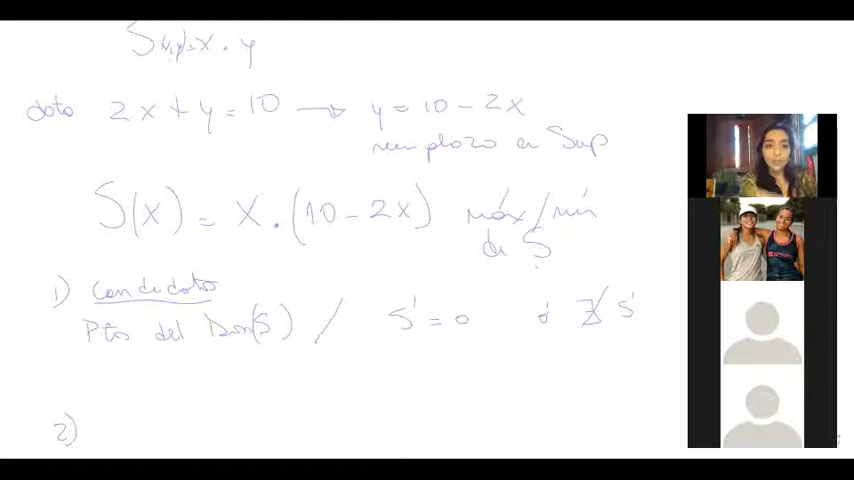 S(x,y)=x.y
dato 2x+y=10 → y=10-2x
reemplazo en Sup
S(x) = x.(10-2x) máx/mín
de S
1) Candidatos
Ptos del Dom(S) / S'=0 ó ∄ S'
2)